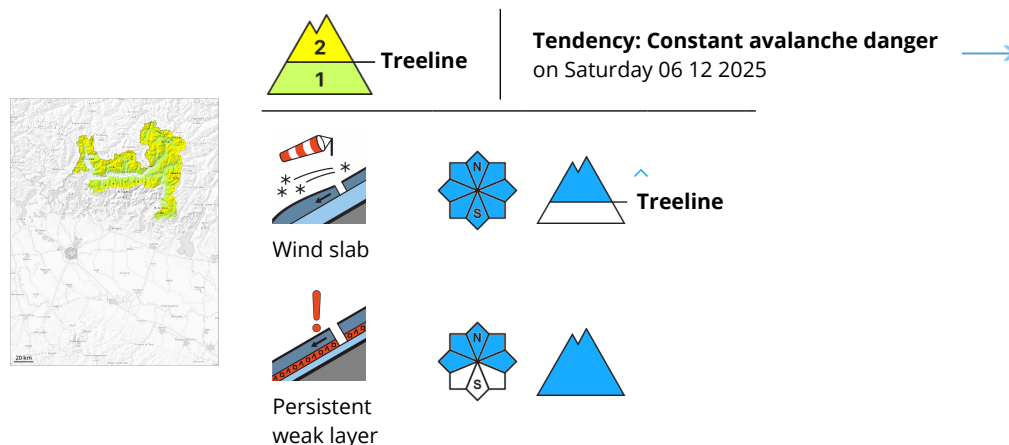 2
1
Treeline
Tendency: Constant avalanche danger
on Saturday 06 12 2025
N
S
Treeline
Wind slab
20 km
N
S
Persistent
weak layer